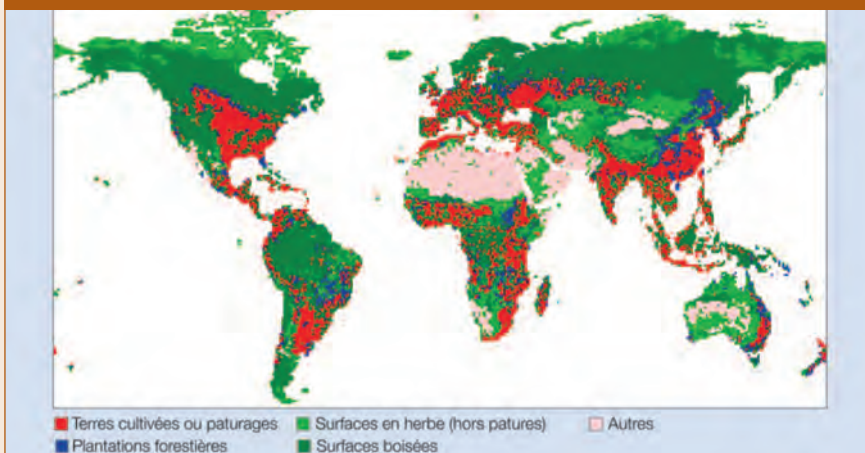 Terres cultivées ou paturages Surfaces en herbe (hors patures) Autres
Plantations forestières Surfaces boisées